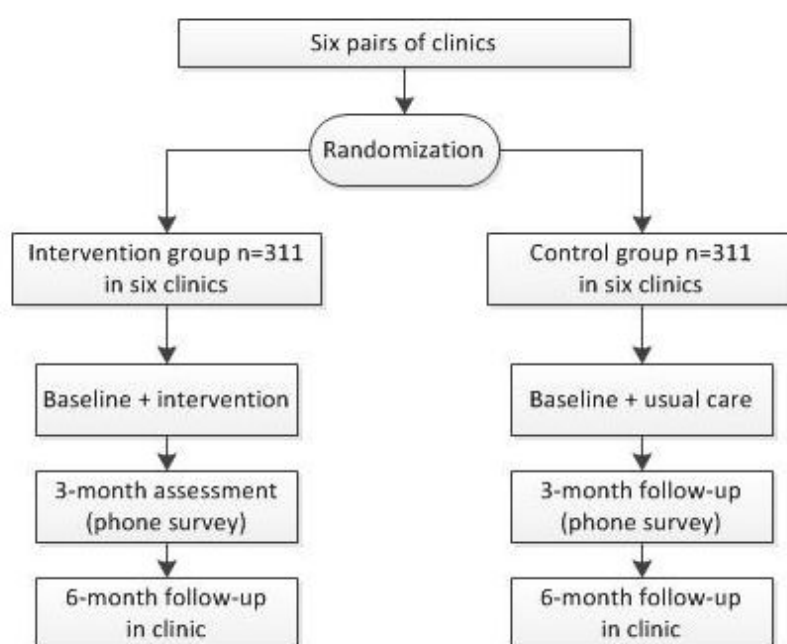 Six pairs of clinics
Randomization
Intervention group n=311
in six clinics
Control group n=311
in six clinics
Baseline + intervention
Baseline + usual care
3-month assessment
(phone survey)
3-month follow-up
(phone survey)
6-month follow-up
in clinic
6-month follow-up
in clinic